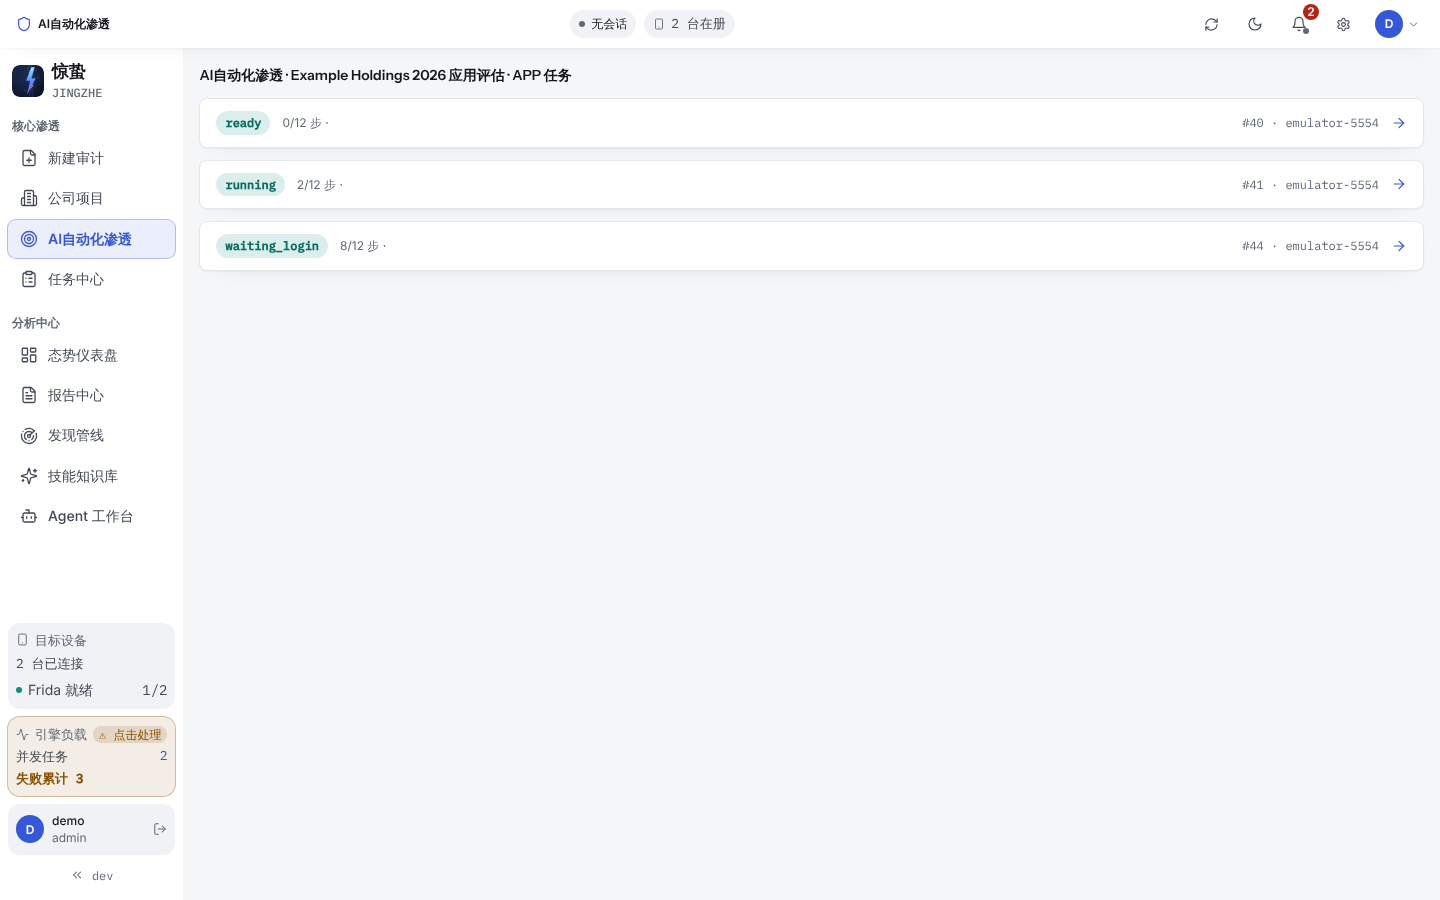 AI自动化渗透
无会话
2 台在册
2
D
惊蛰
JINGZHE
核心渗透
新建审计
公司项目
AI自动化渗透
任务中心
分析中心
态势仪表盘
报告中心
发现管线
技能知识库
Agent 工作台
目标设备
2 台已连接
Frida 就绪 1/2
引擎负载 ⚠ 点击处理
并发任务 2
失败累计 3
D
demo
admin
« dev
AI自动化渗透 · Example Holdings 2026 应用评估 · APP 任务
ready 0/12 步 · #40 · emulator-5554
running 2/12 步 · #41 · emulator-5554
waiting_login 8/12 步 · #44 · emulator-5554